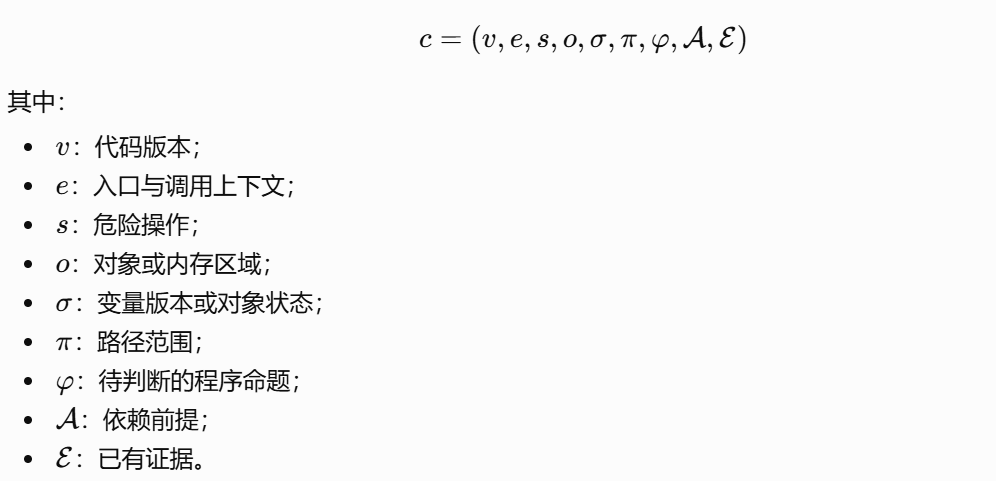 c = (v, e, s, o, σ, π, φ, 𝒜, ℰ)
其中：
• v：代码版本；
• e：入口与调用上下文；
• s：危险操作；
• o：对象或内存区域；
• σ：变量版本或对象状态；
• π：路径范围；
• φ：待判断的程序命题；
• 𝒜：依赖前提；
• ℰ：已有证据。